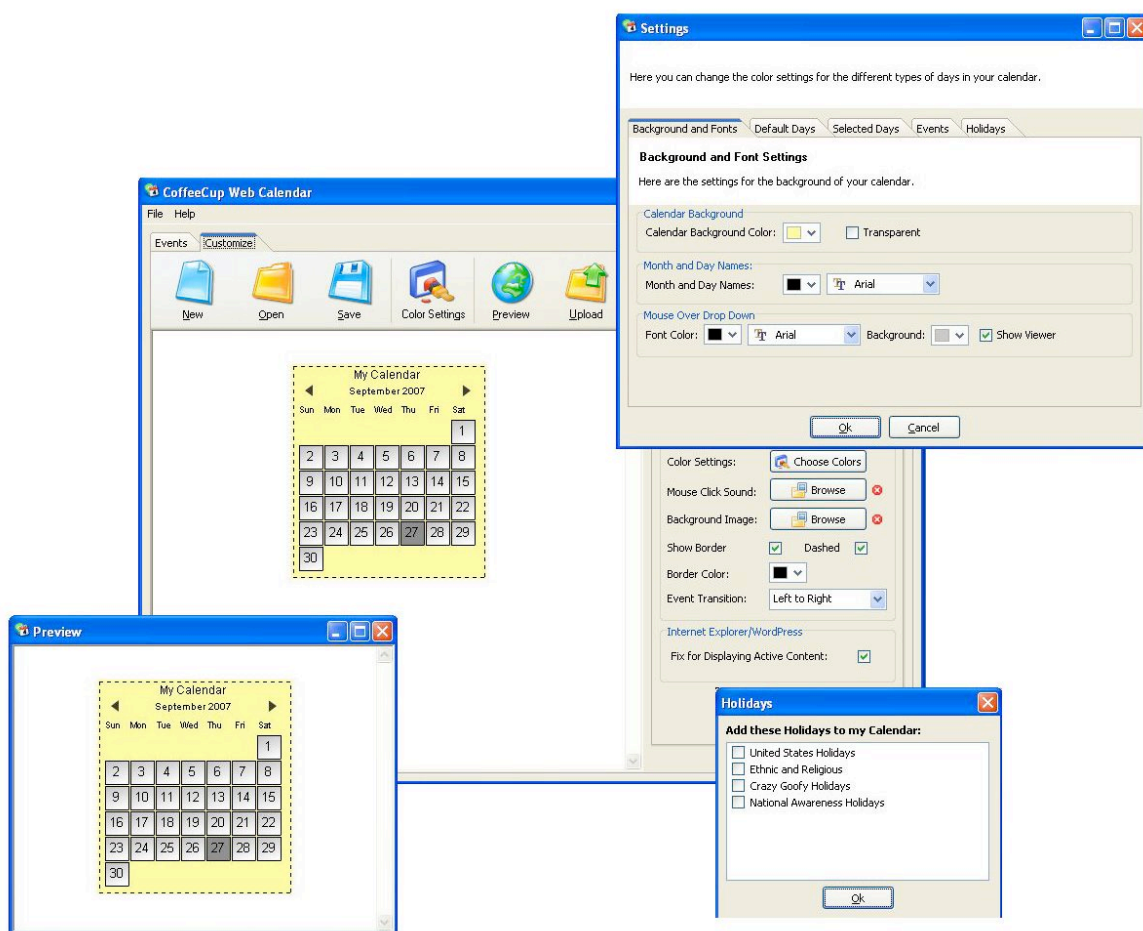 Settings
Here you can change the color settings for the different types of days in your calendar.
Background and Fonts Default Days Selected Days Events Holidays
Background and Font Settings
Here are the settings for the background of your calendar.
Calendar Background
Calendar Background Color: Transparent
Month and Day Names:
Month and Day Names: Arial
Mouse Over Drop Down
Font Color: Arial Background: Show Viewer
Ok Cancel
CoffeeCup Web Calendar
File Help
Events Customize
New Open Save Color Settings Preview Upload
My Calendar
September 2007
Sun Mon Tue Wed Thu Fri Sat
1
2 3 4 5 6 7 8
9 10 11 12 13 14 15
16 17 18 19 20 21 22
23 24 25 26 27 28 29
30
Color Settings: Choose Colors
Mouse Click Sound: Browse
Background Image: Browse
Show Border Dashed
Border Color:
Event Transition: Left to Right
Internet Explorer/WordPress
Fix for Displaying Active Content:
Preview
My Calendar
September 2007
Sun Mon Tue Wed Thu Fri Sat
1
2 3 4 5 6 7 8
9 10 11 12 13 14 15
16 17 18 19 20 21 22
23 24 25 26 27 28 29
30
Holidays
Add these Holidays to my Calendar:
United States Holidays
Ethnic and Religious
Crazy Goofy Holidays
National Awareness Holidays
Ok